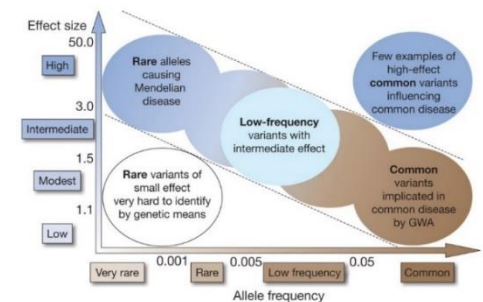 Effect size
50.0
High
3.0
Intermediate
1.5
Modest
1.1
Low
Rare alleles
causing
Mendelian
disease
Few examples of
high-effect
common variants
influencing
common disease
Low-frequency
variants with
intermediate effect
Rare variants of
small effect
very hard to identify
by genetic means
Common
variants
implicated in
common disease
by GWA
0.001
0.005
0.05
Very rare
Rare
Low frequency
Common
Allele frequency